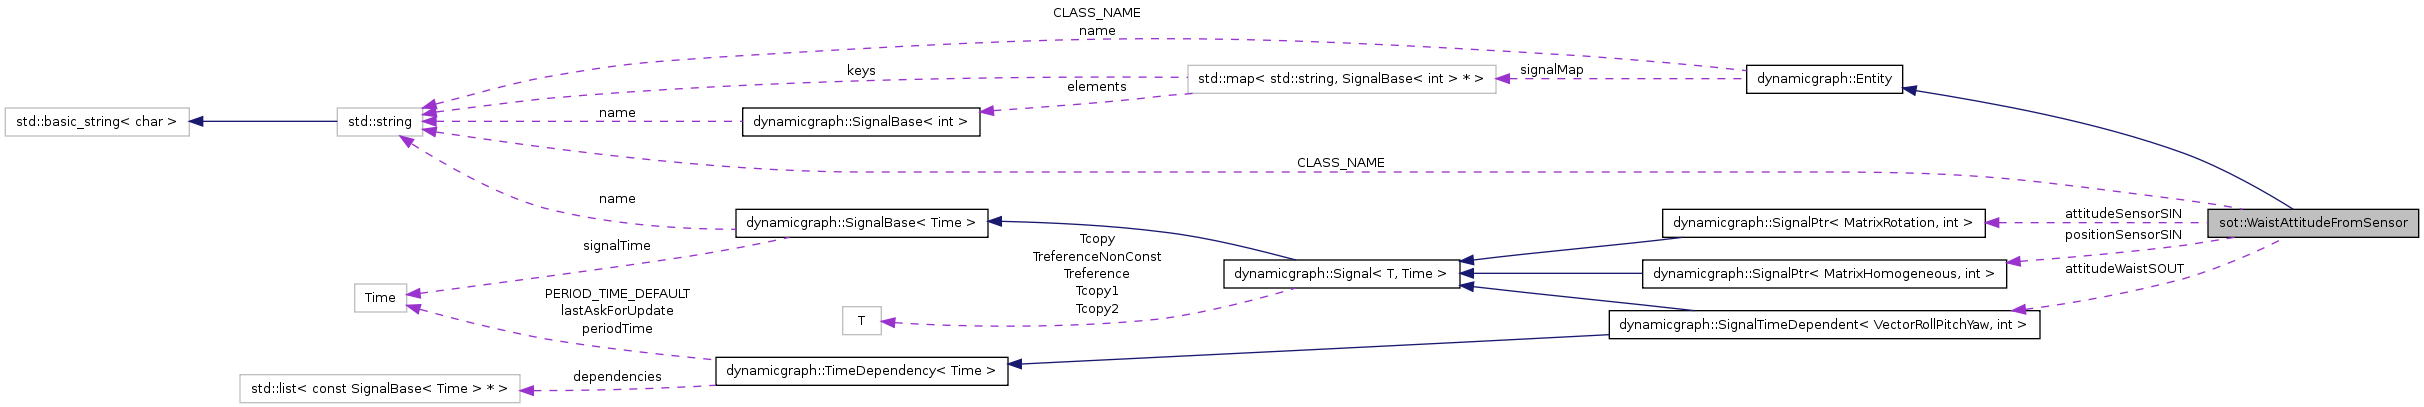 CLASS_NAME
name
keys
std::map< std::string, SignalBase< int > * >
signalMap
dynamicgraph::Entity
elements
std::basic_string< char >
std::string
name
dynamicgraph::SignalBase< int >
CLASS_NAME
name
dynamicgraph::SignalBase< Time >
dynamicgraph::SignalPtr< MatrixRotation, int >
attitudeSensorSIN
sot::WaistAttitudeFromSensor
positionSensorSIN
signalTime
Tcopy
TreferenceNonConst
Treference
Tcopy1
Tcopy2
dynamicgraph::Signal< T, Time >
dynamicgraph::SignalPtr< MatrixHomogeneous, int >
attitudeWaistSOUT
Time
PERIOD_TIME_DEFAULT
lastAskForUpdate
periodTime
T
dynamicgraph::SignalTimeDependent< VectorRollPitchYaw, int >
dynamicgraph::TimeDependency< Time >
dependencies
std::list< const SignalBase< Time > * >